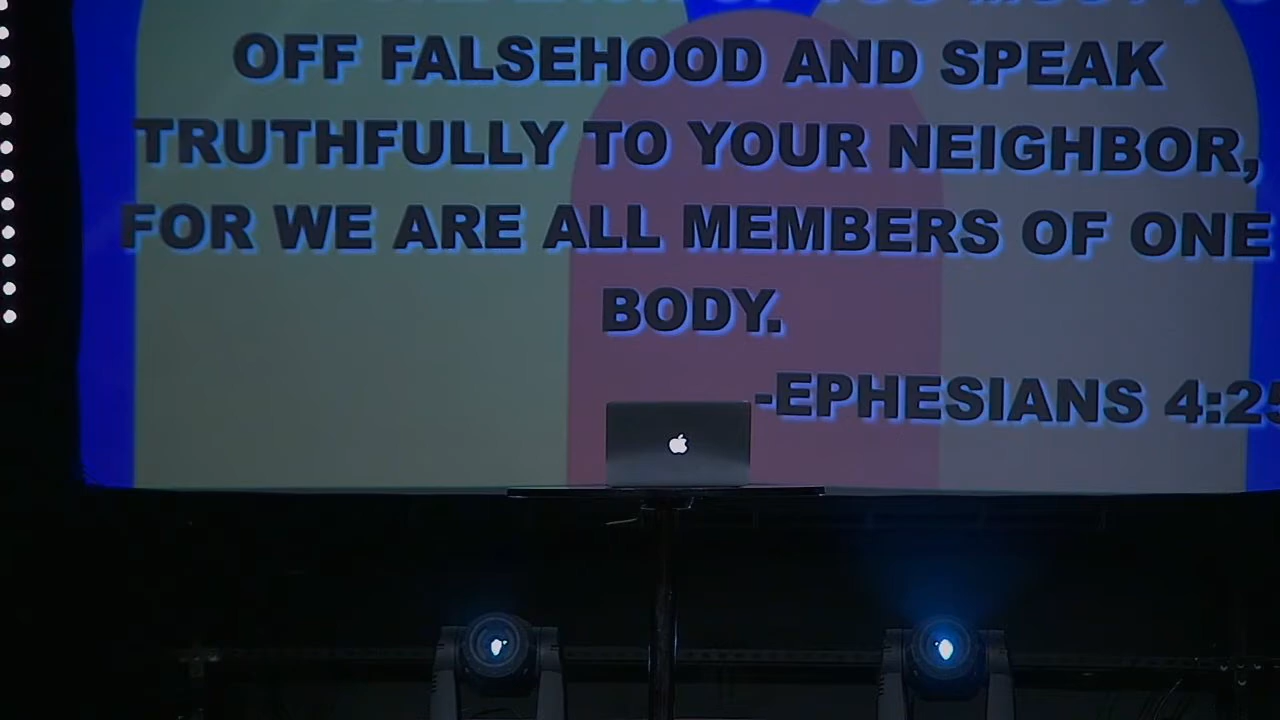 OFF FALSEHOOD AND SPEAK
TRUTHFULLY TO YOUR NEIGHBOR,
FOR WE ARE ALL MEMBERS OF ONE
BODY.
-EPHESIANS 4:25